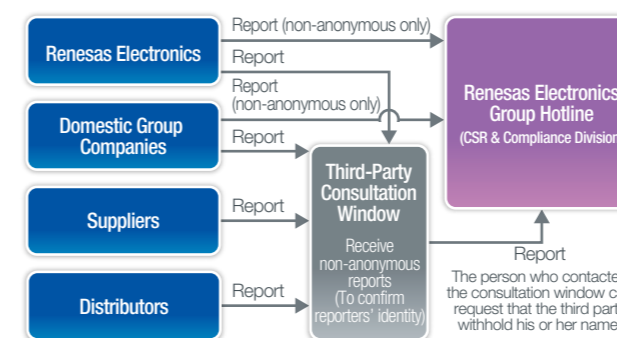 Renesas Electronics
Report (non-anonymous only)
Report
Report
(non-anonymous only)
Domestic Group
Companies
Report
Suppliers
Report
Distributors
Report
Third-Party
Consultation
Window
Receive
non-anonymous
reports
(To confirm
reporters' identity)
Renesas Electronics
Group Hotline
(CSR & Compliance Division
Report
The person who
the consultation window
request that the third
withhold his or her name